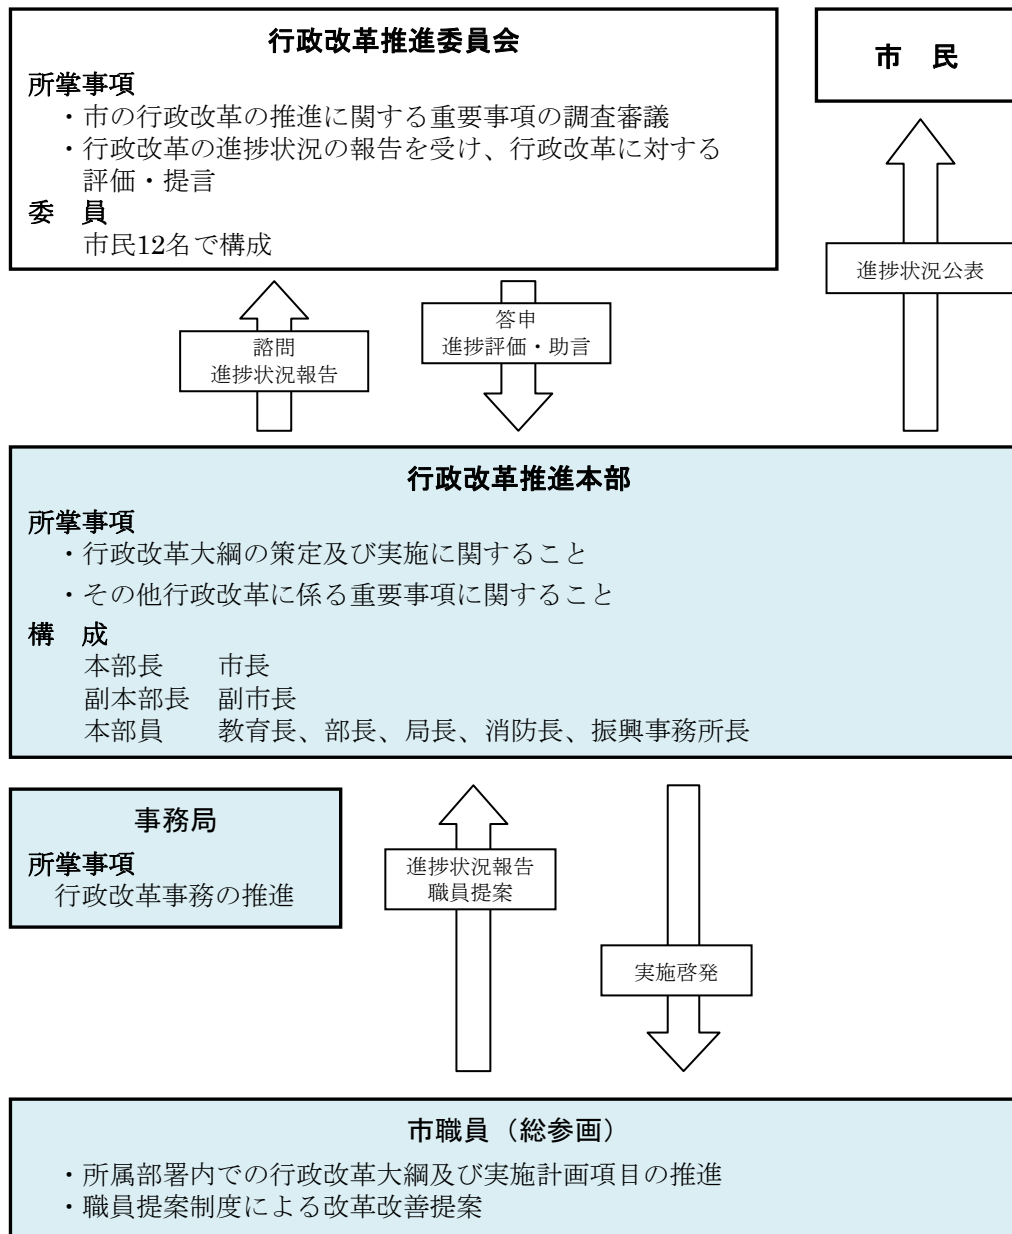 行政改革推進委員会
所掌事項
・市の行政改革の推進に関する重要事項の調査審議
・行政改革の進捗状況の報告を受け、行政改革に対する
評価・提言
委　員
市民12名で構成
市　民
進捗状況公表
諮問
進捗状況報告
答申
進捗評価・助言
行政改革推進本部
所掌事項
・行政改革大綱の策定及び実施に関すること
・その他行政改革に係る重要事項に関すること
構　成
本部長　　市長
副本部長　副市長
本部員　　教育長、部長、局長、消防長、振興事務所長
事務局
所掌事項
行政改革事務の推進
進捗状況報告
職員提案
実施啓発
市職員（総参画）
・所属部署内での行政改革大綱及び実施計画項目の推進
・職員提案制度による改革改善提案